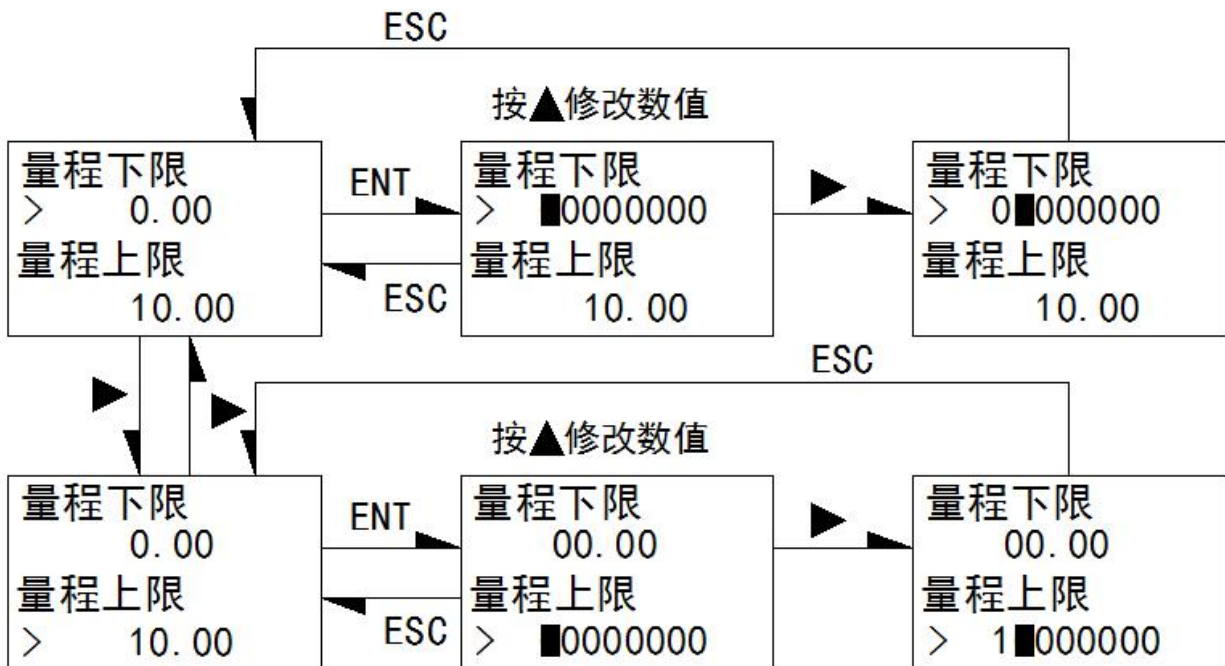 ESC
按▲修改数值
量程下限
> 0.00
量程上限
10.00
ENT
ESC
量程下限
> █0000000
量程上限
10.00
▶
量程下限
> 0█000000
量程上限
10.00
▶
▶
ESC
按▲修改数值
量程下限
0.00
量程上限
> 10.00
ENT
ESC
量程下限
00.00
量程上限
> █0000000
▶
量程下限
00.00
量程上限
> 1█000000